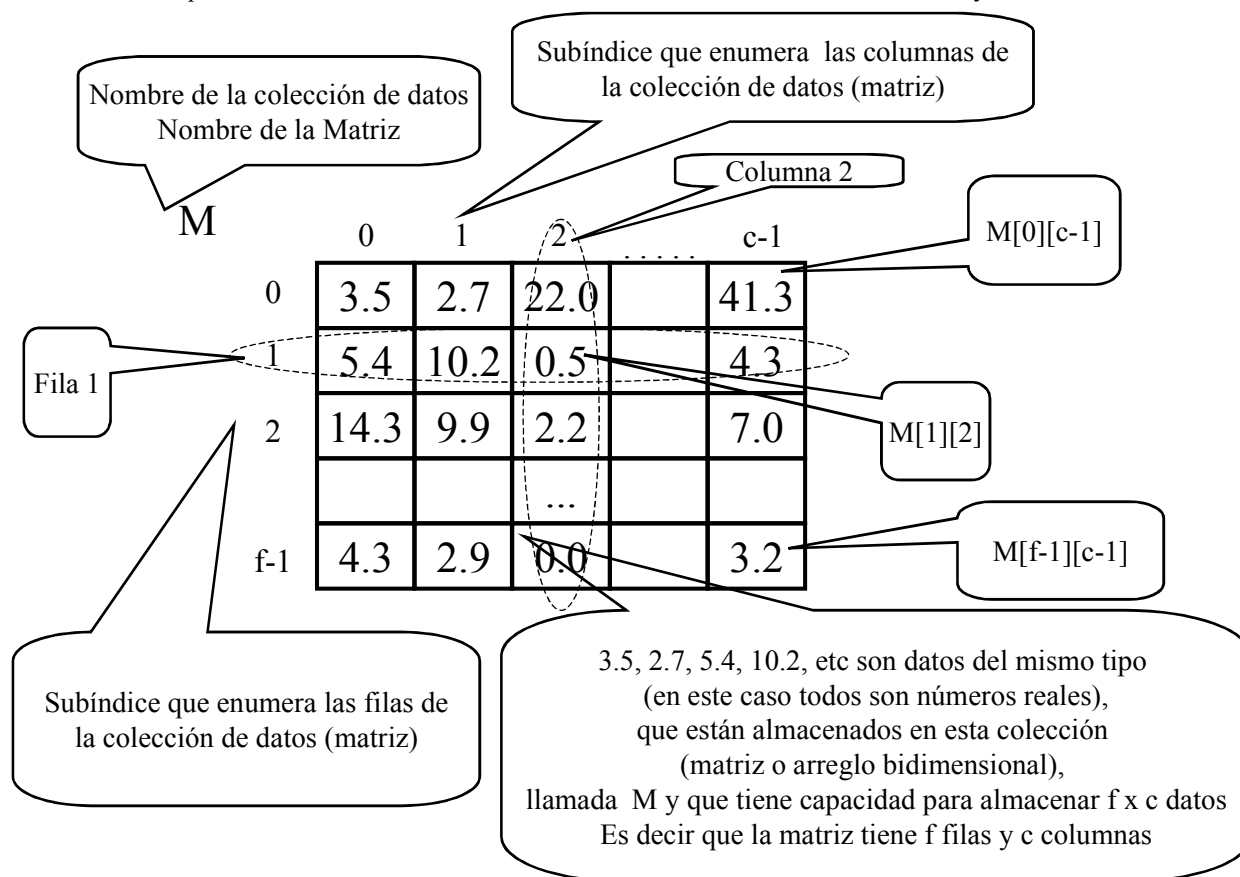 Subíndice que enumera las columnas de
la colección de datos (matriz)
Nombre de la colección de datos
Nombre de la Matriz
Columna 2
M
M[0][c-1]
0 1 2 ..... c-1
0 3.5 2.7 22.0 41.3
Fila 1
1 5.4 10.2 0.5 4.3
2 14.3 9.9 2.2 7.0
M[1][2]
...
f-1 4.3 2.9 0.0 3.2
M[f-1][c-1]
Subíndice que enumera las filas de
la colección de datos (matriz)
3.5, 2.7, 5.4, 10.2, etc son datos del mismo tipo
(en este caso todos son números reales),
que están almacenados en esta colección
(matriz o arreglo bidimensional),
llamada M y que tiene capacidad para almacenar f x c datos
Es decir que la matriz tiene f filas y c columnas